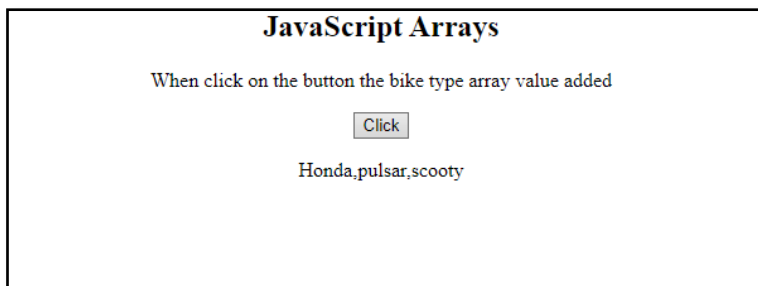 JavaScript Arrays
When click on the button the bike type array value added
Click
Honda,pulsar,scooty